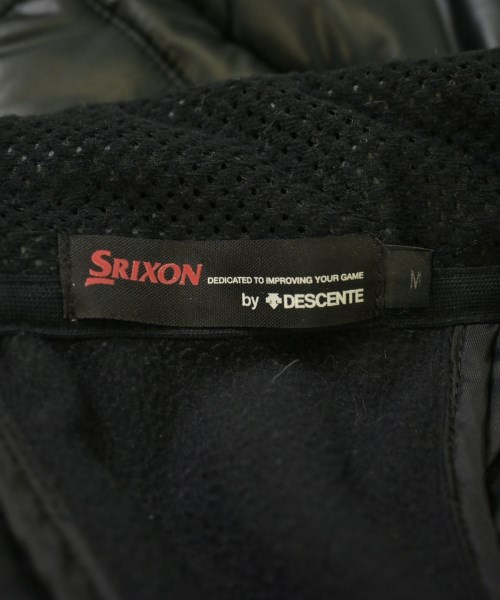 SRIXON DEDICATED TO IMPROVING YOUR GAME
by DESCENTE
M